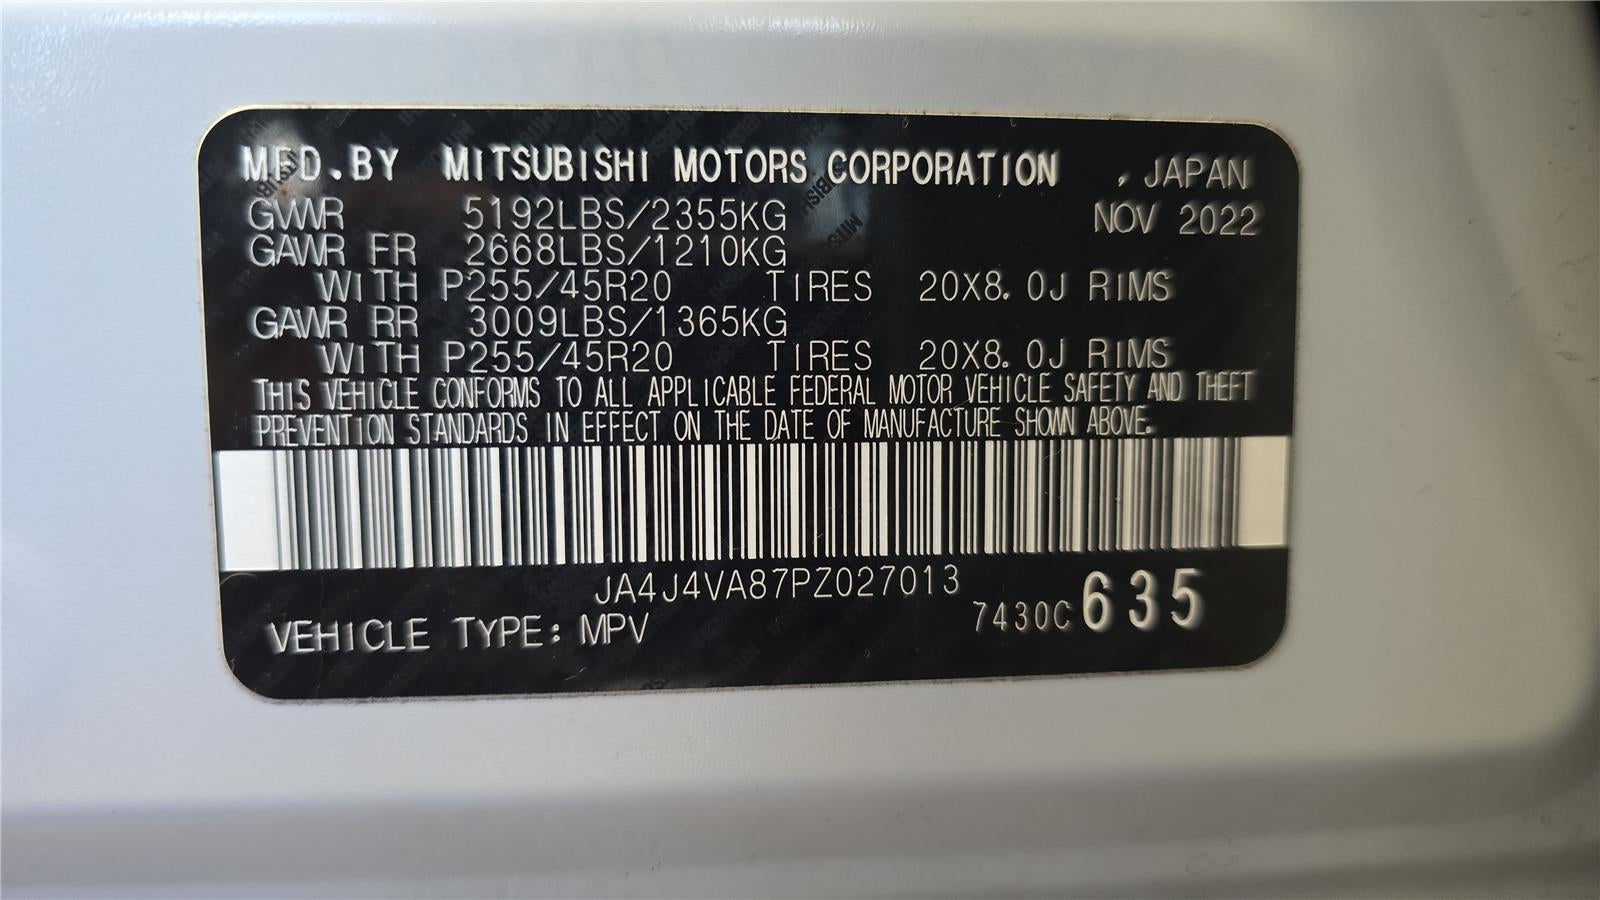 MFD.BY MITSUBISHI MOTORS CORPORATION , JAPAN
GVWR 5192LBS/2355KG NOV 2022
GAWR FR 2668LBS/1210KG
WITH P255/45R20 TIRES 20X8.0J RIMS
GAWR RR 3009LBS/1365KG
WITH P255/45R20 TIRES 20X8.0J RIMS
THIS VEHICLE CONFORMS TO ALL APPLICABLE FEDERAL MOTOR VEHICLE SAFETY AND THEFT
PREVENTION STANDARDS IN EFFECT ON THE DATE OF MANUFACTURE SHOWN ABOVE.
JA4J4VA87PZ027013
VEHICLE TYPE: MPV 7430C 635